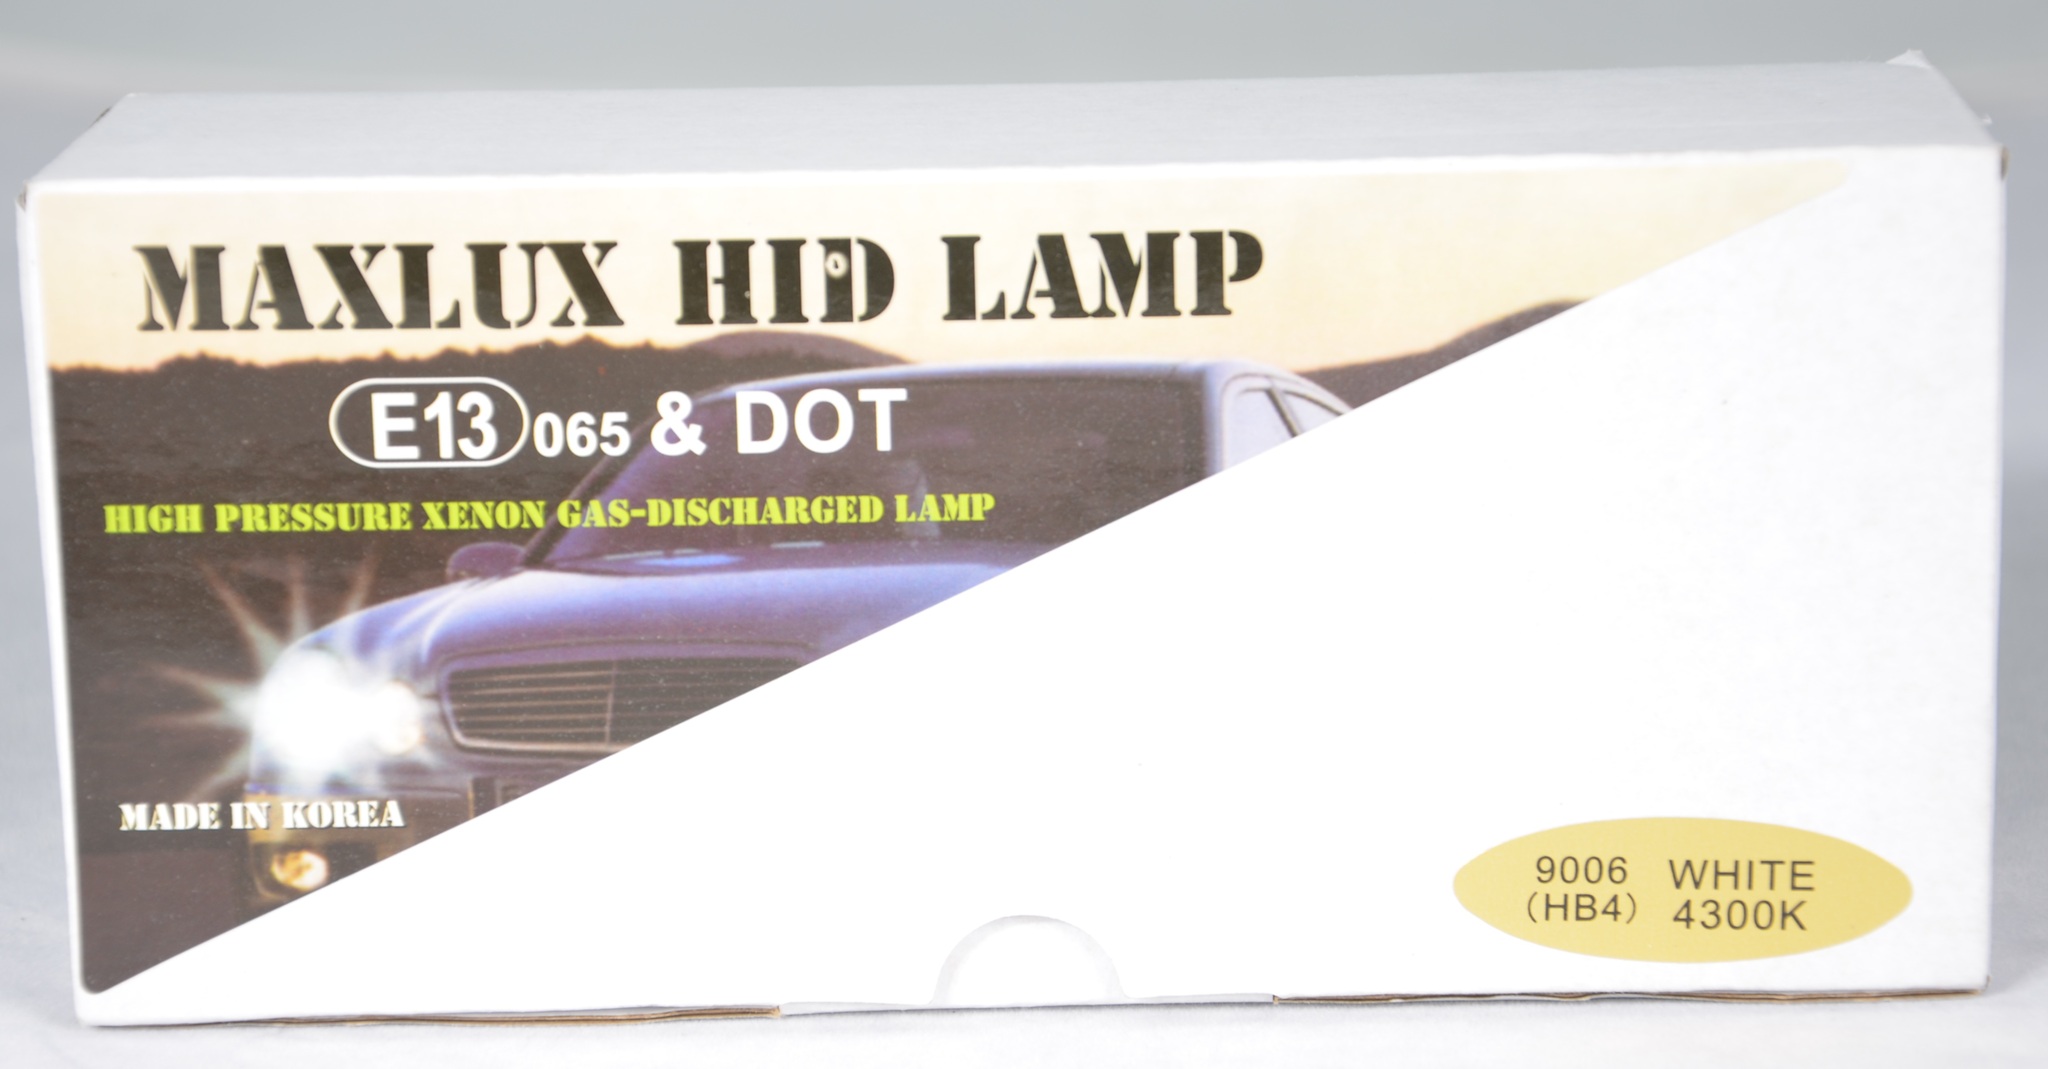 MAXLUX HID LAMP
E13 065 & DOT
HIGH PRESSURE XENON GAS-DISCHARGED LAMP
MADE IN KOREA
9006 WHITE
(HB4) 4300K